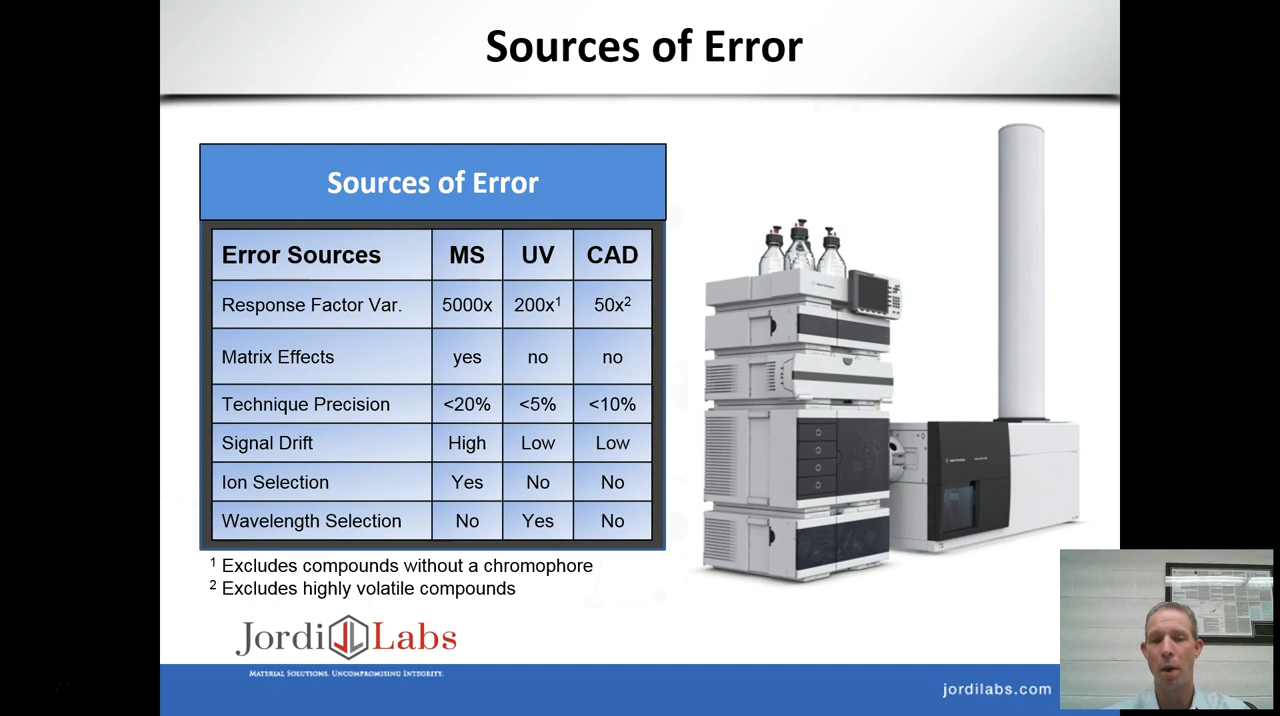 Sources of Error
Sources of Error
Error Sources MS UV CAD
Response Factor Var. 5000x 200x¹ 50x²
Matrix Effects yes no no
Technique Precision <20% <5% <10%
Signal Drift High Low Low
Ion Selection Yes No No
Wavelength Selection No Yes No
¹ Excludes compounds without a chromophore
² Excludes highly volatile compounds
Jordi JL Labs
MATERIAL SOLUTIONS. UNCOMPROMISING INTEGRITY.
jordilabs.com